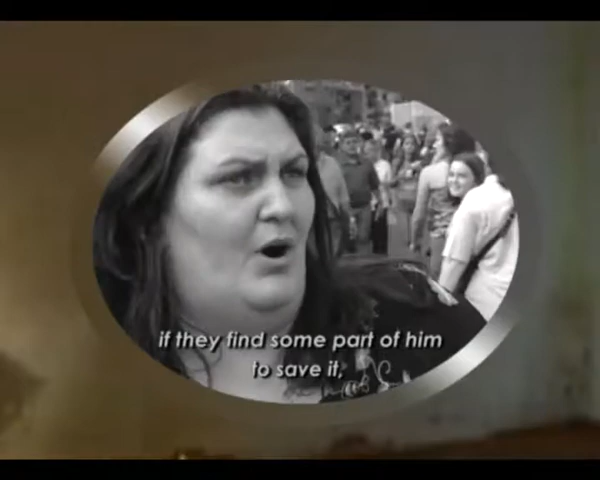 if they find some part of him
to save it,